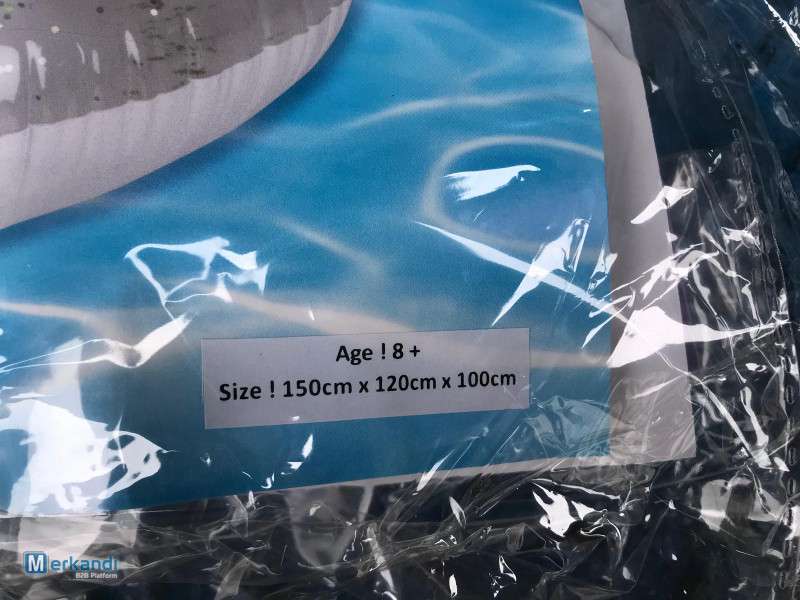 Age ! 8 +
Size ! 150cm x 120cm x 100cm
Merkandi
B2B Platform